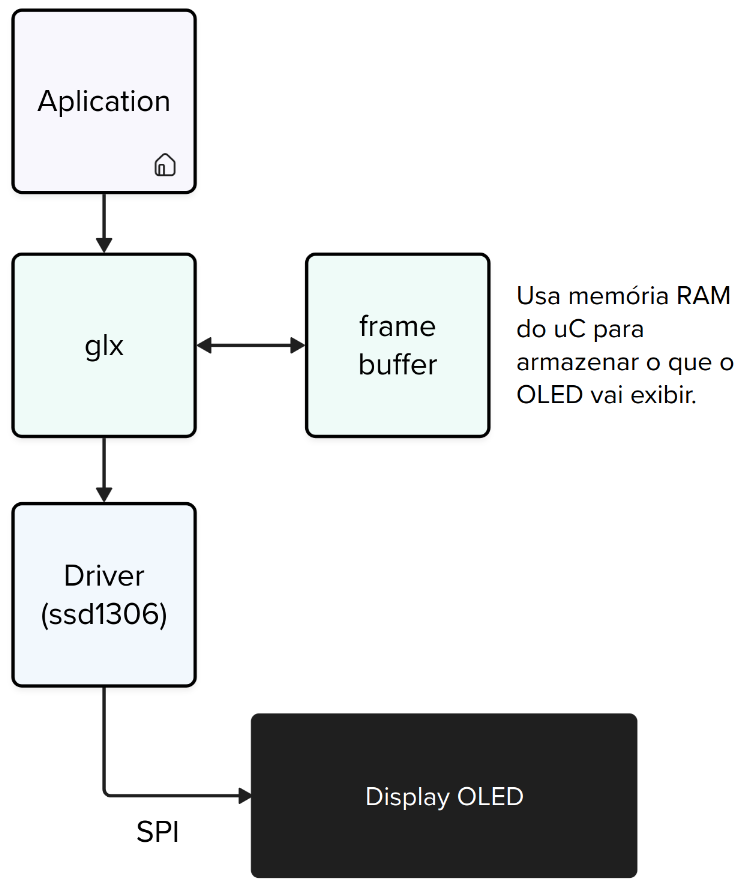 Aplication
glx
frame
buffer
Usa memória RAM
do uC para
armazenar o que o
OLED vai exibir.
Driver
(ssd1306)
Display OLED
SPI